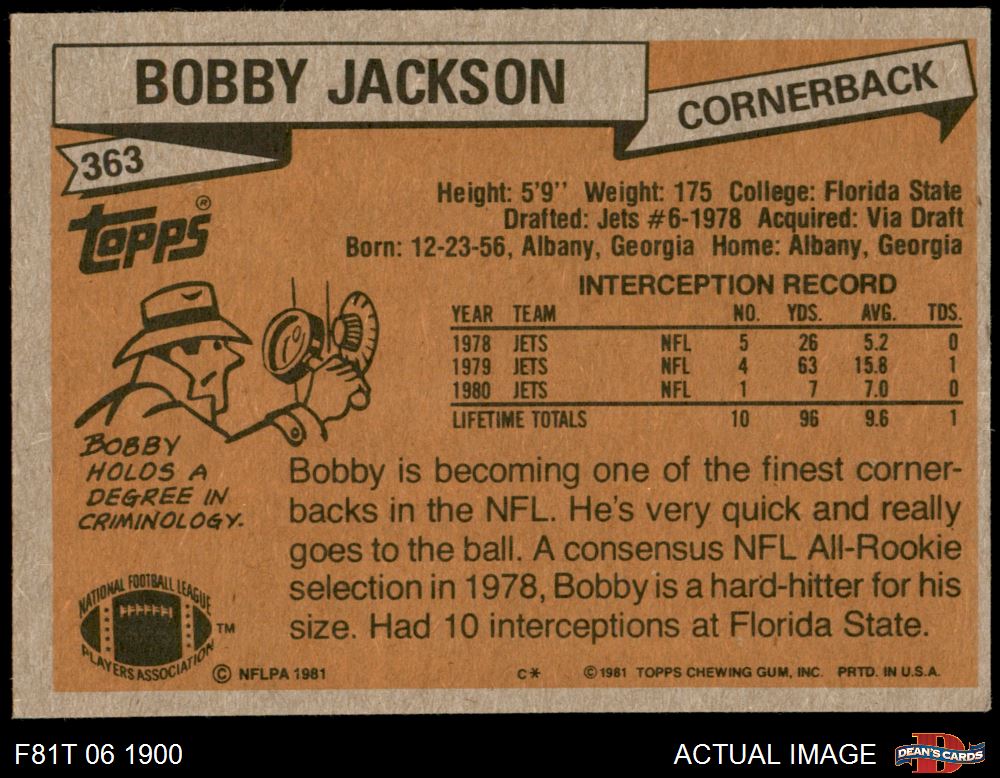 BOBBY JACKSON
CORNERBACK
363
Topps®
Height: 5'9'' Weight: 175 College: Florida State
Drafted: Jets #6-1978 Acquired: Via Draft
Born: 12-23-56, Albany, Georgia Home: Albany, Georgia
INTERCEPTION RECORD
YEAR TEAM NO. YDS. AVG. TDS.
1978 JETS NFL 5 26 5.2 0
1979 JETS NFL 4 63 15.8 1
1980 JETS NFL 1 7 7.0 0
LIFETIME TOTALS 10 96 9.6 1
BOBBY
HOLDS A
DEGREE IN
CRIMINOLOGY.
Bobby is becoming one of the finest corner-
backs in the NFL. He's very quick and really
goes to the ball. A consensus NFL All-Rookie
selection in 1978, Bobby is a hard-hitter for his
size. Had 10 interceptions at Florida State.
NATIONAL FOOTBALL LEAGUE
PLAYERS ASSOCIATION
TM
© NFLPA 1981
C*
©1981 TOPPS CHEWING GUM, INC. PRTD. IN U.S.A.
F81T 06 1900
ACTUAL IMAGE
D
DEAN'S CARDS